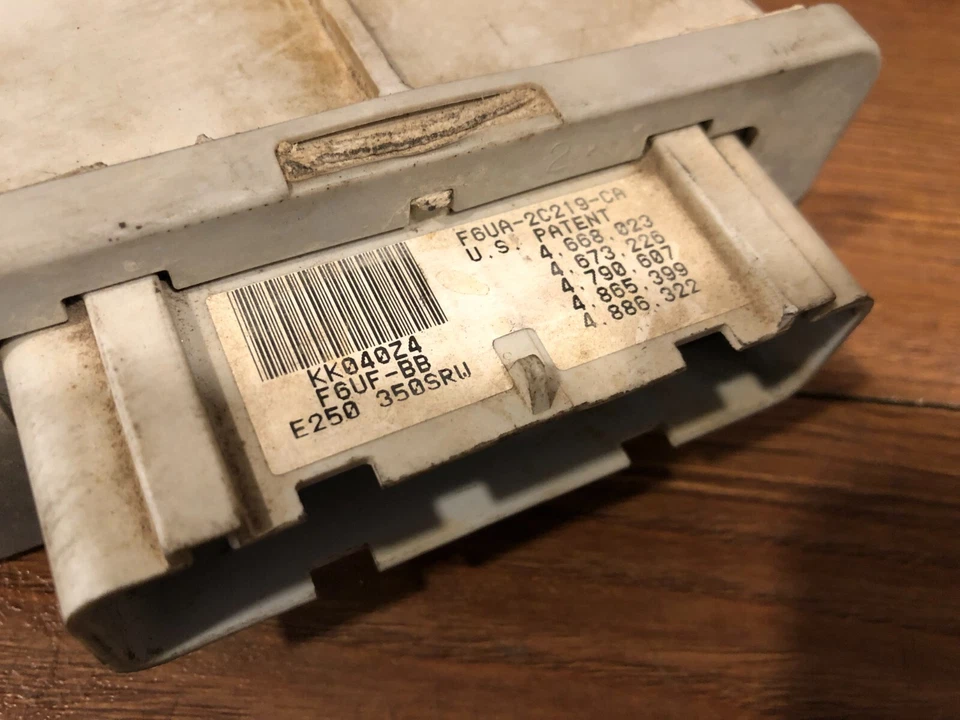 2
F6UA-2C219-CA
U.S. PATENT
4.668.023
4.673.226
4.790.607
4.865.399
4.886.322
KK040Z4
F6UF-BB
E250 350SRW